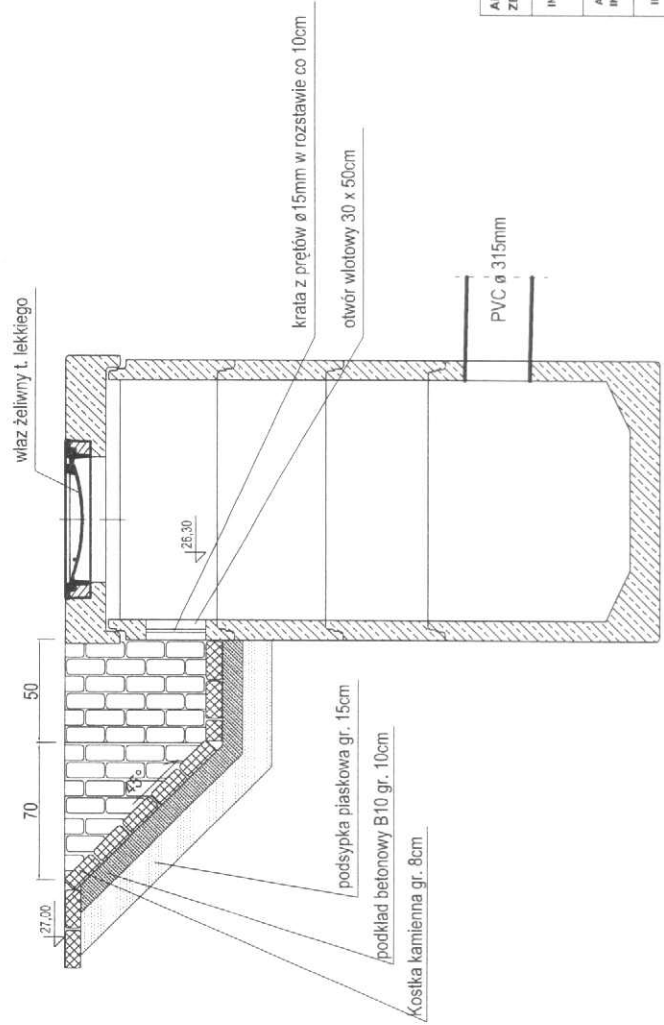 właz żeliwny t. lekkiego
50
70
27,00
45°
26,30
krata z prętów ø15mm w rozstawie co 10cm
otwór wlotowy 30 x 50cm
PVC ø 315mm
podsypka piaskowa gr. 15cm
podkład betonowy B10 gr. 10cm
Kostka kamienna gr. 8cm